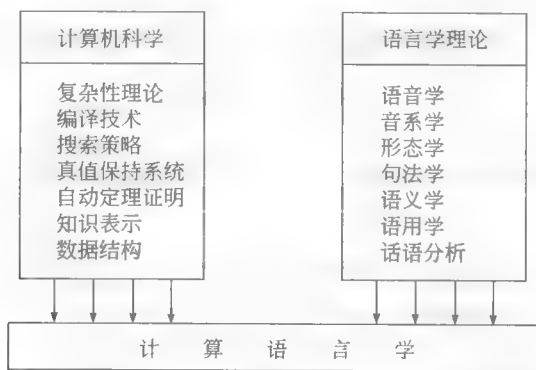 计算机科学
复杂性理论
编译技术
搜索策略
真值保持系统
自动定理证明
知识表示
数据结构
语言学理论
语音学
音系学
形态学
句法学
语义学
语用学
话语分析
计算语言学